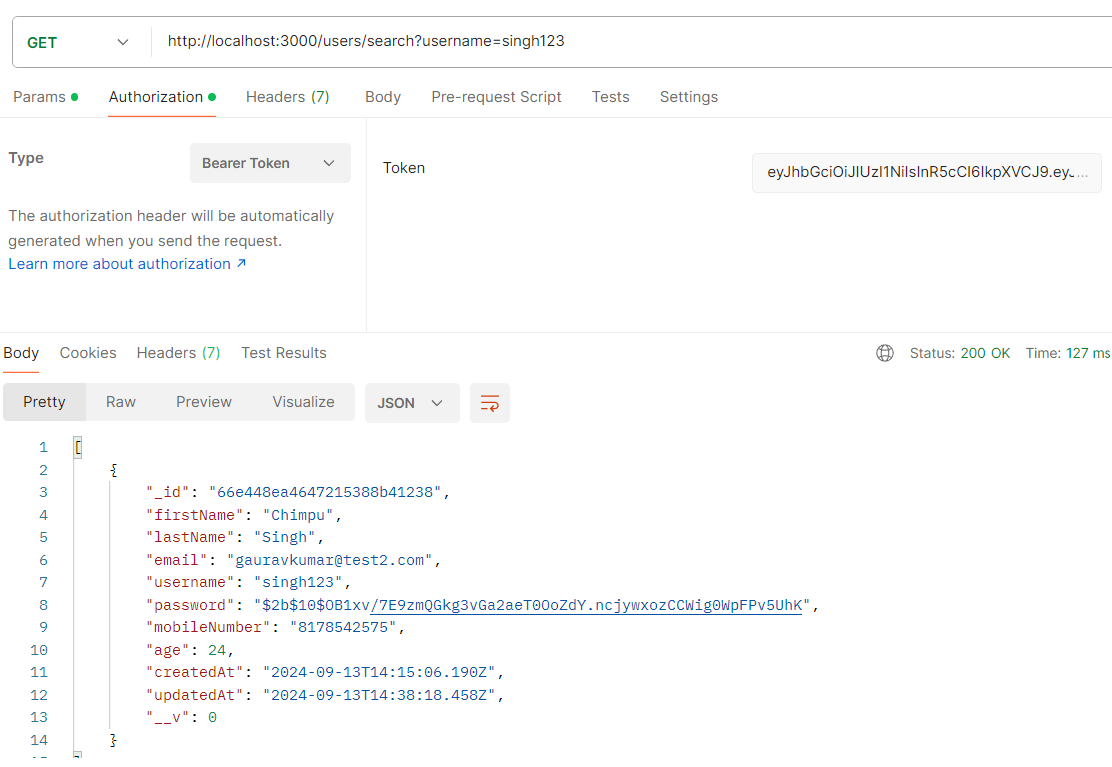 GET http://localhost:3000/users/search?username=singh123
Params Authorization Headers (7) Body Pre-request Script Tests Settings
Type Bearer Token Token eyJhbGciOiJIUzI1NiIsInR5cCI6IkpXVCJ9.eyJ...
The authorization header will be automatically
generated when you send the request.
Learn more about authorization ↗
Body Cookies Headers (7) Test Results Status: 200 OK Time: 127 ms
Pretty Raw Preview Visualize JSON
1 [
2 {
3 "_id": "66e448ea4647215388b41238",
4 "firstName": "Chimpu",
5 "lastName": "Singh",
6 "email": "gauravkumar@test2.com",
7 "username": "singh123",
8 "password": "$2b$10$OB1xv/7E9zmQGkg3vGa2aeT0OoZdY.ncjywxozCCWig0WpFPv5UhK",
9 "mobileNumber": "8178542575",
10 "age": 24,
11 "createdAt": "2024-09-13T14:15:06.190Z",
12 "updatedAt": "2024-09-13T14:38:18.458Z",
13 "__v": 0
14 }